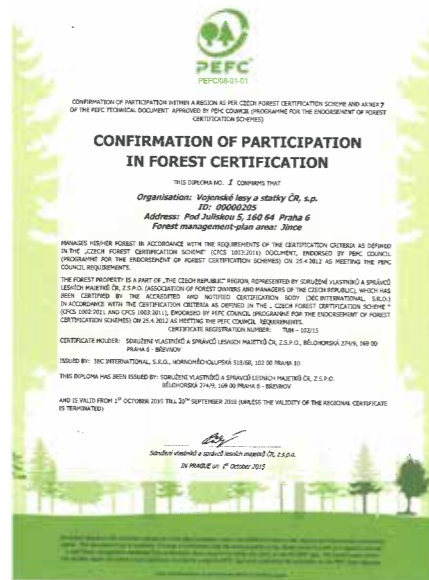 PEFC
PEFC/08-01-01
CONFIRMATION OF PARTICIPATION WITHIN A REGION AS PER CZECH FOREST CERTIFICATION SCHEME AND ANNEX 7
OF THE PEFC TECHNICAL DOCUMENT APPROVED BY PEFC COUNCIL (PROGRAMME FOR THE ENDORSEMENT OF FOREST
CERTIFICATION SCHEMES)
CONFIRMATION OF PARTICIPATION
IN FOREST CERTIFICATION
THIS DIPLOMA NO. 1 CONFIRMS THAT
Organisation: Vojenské lesy a statky ČR, s.p.
ID: 00000205
Address: Pod Juliskou 5, 160 64 Praha 6
Forest management-plan area: Jince
MANAGES HIS/HER FOREST IN ACCORDANCE WITH THE REQUIREMENTS OF THE CERTIFICATION CRITERIA AS DEFINED
IN THE „CZECH FOREST CERTIFICATION SCHEME" (CFCS 1003:2011) DOCUMENT, ENDORSED BY PEFC COUNCIL
(PROGRAMME FOR THE ENDORSEMENT OF FOREST CERTIFICATION SCHEMES) ON 25.4 2012 AS MEETING THE PEFC
COUNCIL REQUIREMENTS.
THE FOREST PROPERTY IS A PART OF „THE CZECH REPUBLIC" REGION, REPRESENTED BY SDRUŽENÍ VLASTNÍKŮ A SPRÁVCŮ
LESNÍCH MAJETKŮ ČR, Z.S.P.O. (ASSOCIATION OF FOREST OWNERS AND MANAGERS OF THE CZECH REPUBLIC), WHICH HAS
BEEN CERTIFIED BY THE ACCREDITED AND NOTIFIED CERTIFICATION BODY (3EC INTERNATIONAL, S.R.O.)
IN ACCORDANCE WITH THE CERTIFICATION CRITERIA AS DEFINED IN THE „ CZECH FOREST CERTIFICATION SCHEME "
(CFCS 1002:2011 AND CFCS 1003:2011), ENDORSED BY PEFC COUNCIL (PROGRAMME FOR THE ENDORSEMENT OF FOREST
CERTIFICATION SCHEMES) ON 25.4 2012 AS MEETING THE PEFC COUNCIL REQUIREMENTS.
CERTIFICATE REGISTRATION NUMBER: TUN – 102/15
CERTIFICATE HOLDER: SDRUŽENÍ VLASTNÍKŮ A SPRÁVCŮ LESNÍCH MAJETKŮ ČR, Z.S.P.O., BĚLOHORSKÁ 274/9, 169 00
PRAHA 6 - BŘEVNOV
ISSUED BY: 3EC INTERNATIONAL, S.R.O., HORNOMĚCHOLUPSKÁ 518/68, 102 00 PRAHA 10
THIS DIPLOMA HAS BEEN ISSUED BY: SDRUŽENÍ VLASTNÍKŮ A SPRÁVCŮ LESNÍCH MAJETKŮ ČR, Z.S.P.O.
BĚLOHORSKÁ 274/9, 169 00 PRAHA 6 - BŘEVNOV
AND IS VALID FROM 1ST OCTOBER 2015 TILL 30TH SEPTEMBER 2018 (UNLESS THE VALIDITY OF THE REGIONAL CERTIFICATE
IS TERMINATED)
Sdružení vlastníků a správců lesních majetků ČR, z.s.p.o.
IN PRAGUE on 1st October 2015